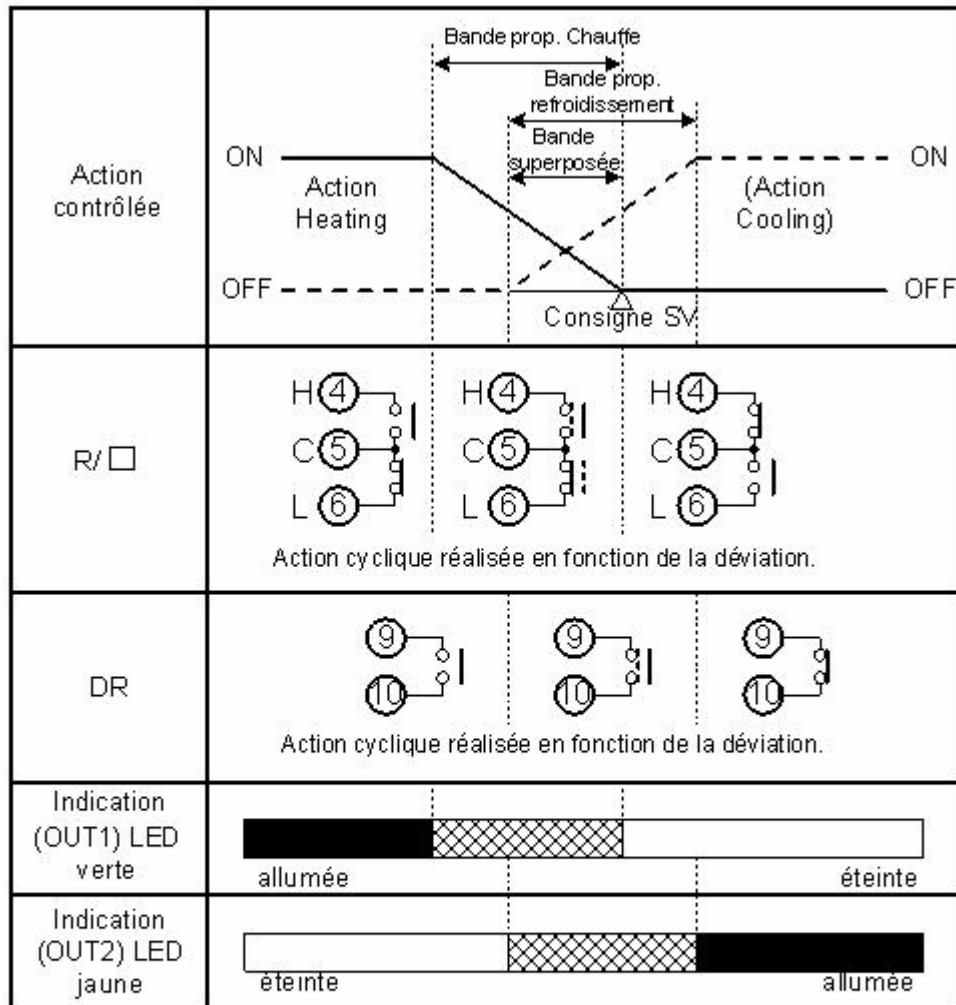 Bande prop. Chauffe
Bande prop.
refroidissement
Bande
superposée
Action
contrôlée
ON
ON
Action
Heating
(Action
Cooling)
OFF
OFF
Consigne SV
R/ □
H 4
C 5
L 6
H 4
C 5
L 6
H 4
C 5
L 6
Action cyclique réalisée en fonction de la déviation.
DR
9
10
9
10
9
10
Action cyclique réalisée en fonction de la déviation.
Indication
(OUT1) LED
verte
allumée
éteinte
Indication
(OUT2) LED
jaune
éteinte
allumée